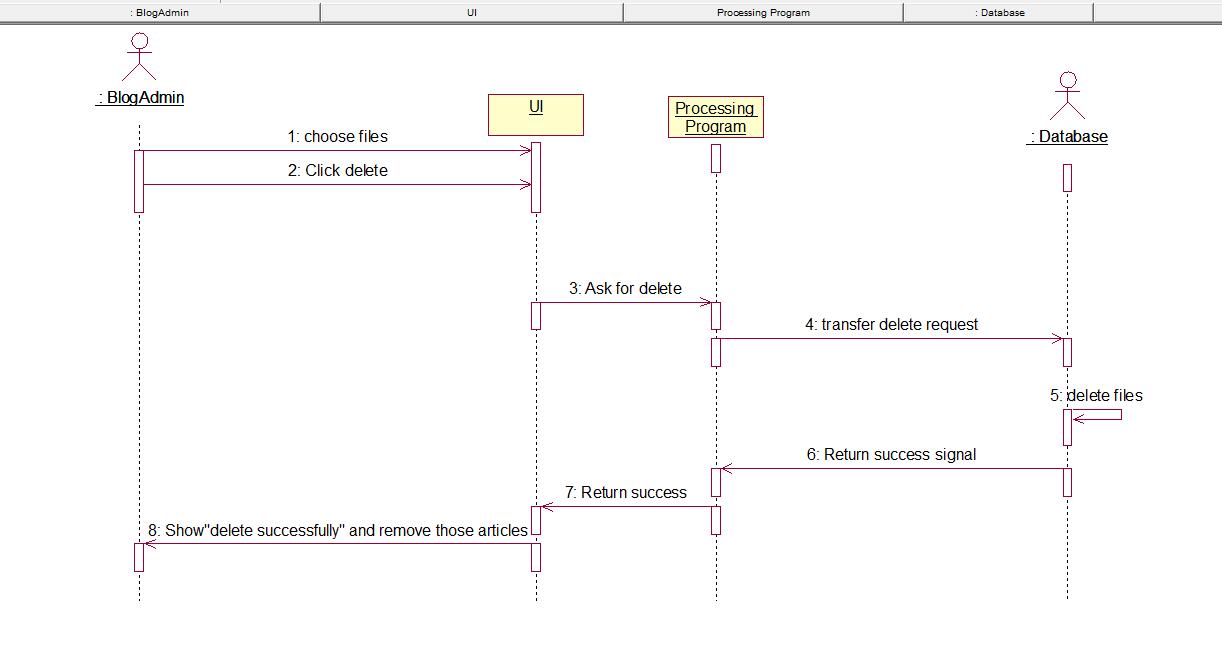 : BlogAdmin
UI
Processing Program
: Database
: BlogAdmin
UI
Processing
Program
: Database
1: choose files
2: Click delete
3: Ask for delete
4: transfer delete request
5: delete files
6: Return success signal
7: Return success
8: Show"delete successfully" and remove those articles